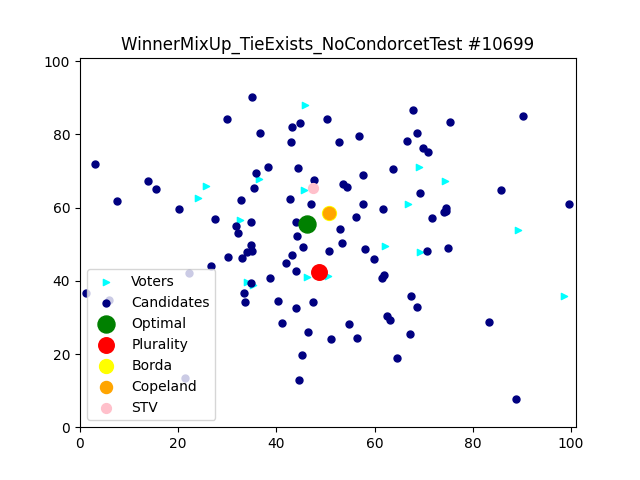 WinnerMixUp_TieExists_NoCondorcetTest #10699
100
80
60
40
20
0
0 20 40 60 80 100
Voters
Candidates
Optimal
Plurality
Borda
Copeland
STV